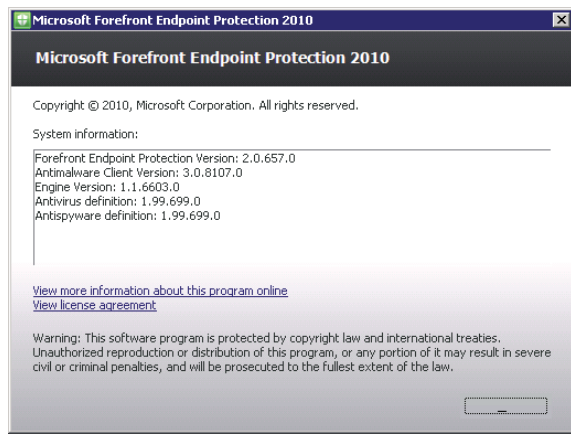 Microsoft Forefront Endpoint Protection 2010
Microsoft Forefront Endpoint Protection 2010
Copyright © 2010, Microsoft Corporation. All rights reserved.
System information:
Forefront Endpoint Protection Version: 2.0.657.0
Antimalware Client Version: 3.0.8107.0
Engine Version: 1.1.6603.0
Antivirus definition: 1.99.699.0
Antispyware definition: 1.99.699.0
View more information about this program online
View license agreement
Warning: This software program is protected by copyright law and international treaties.
Unauthorized reproduction or distribution of this program, or any portion of it may result in severe
civil or criminal penalties, and will be prosecuted to the fullest extent of the law.